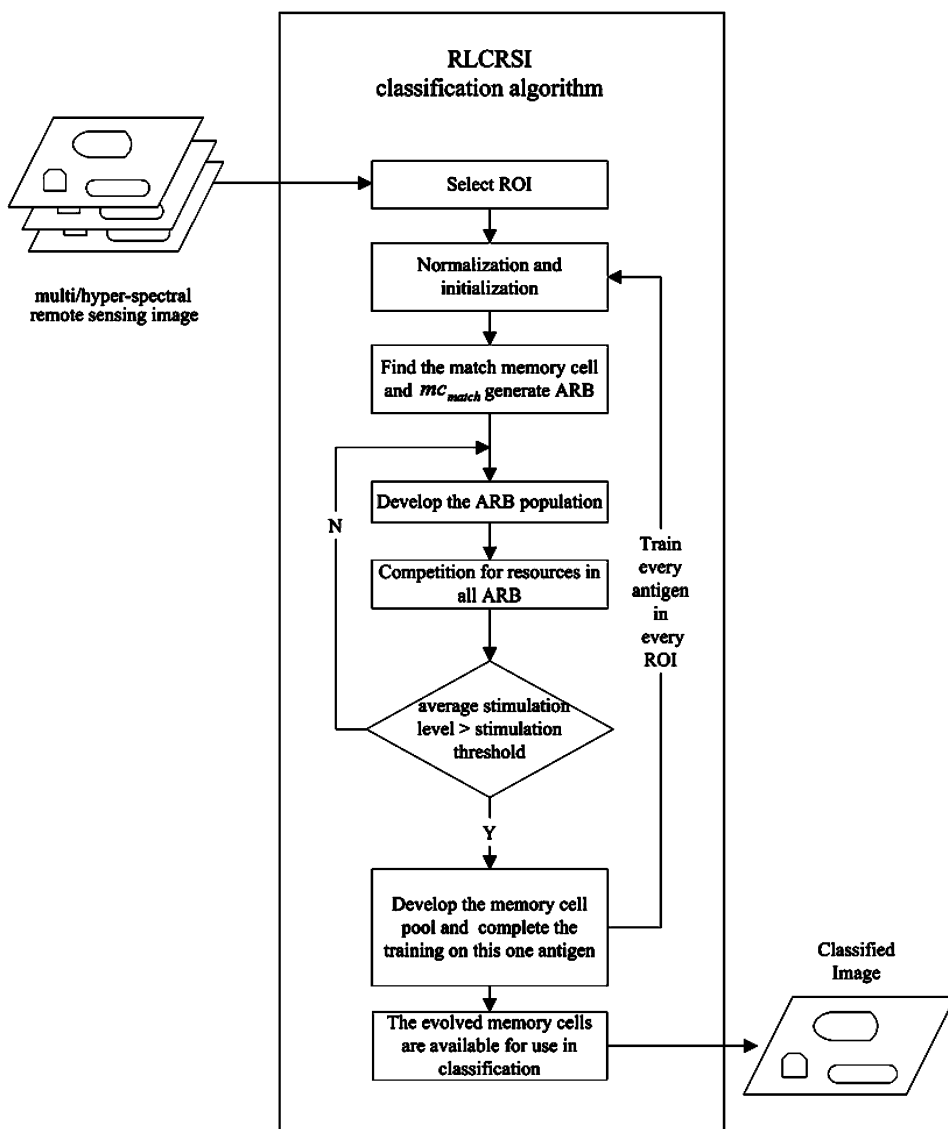 RLCRSI
classification algorithm
Select ROI
multi/hyper-spectral
remote sensing image
Normalization and
initialization
Find the match memory cell
and mc_match generate ARB
Develop the ARB population
N
Competition for resources in
all ARB
Train
every
antigen
in
every
ROI
average stimulation
level > stimulation
threshold
Y
Develop the memory cell
pool and complete the
training on this one antigen
The evolved memory cells
are available for use in
classification
Classified
Image